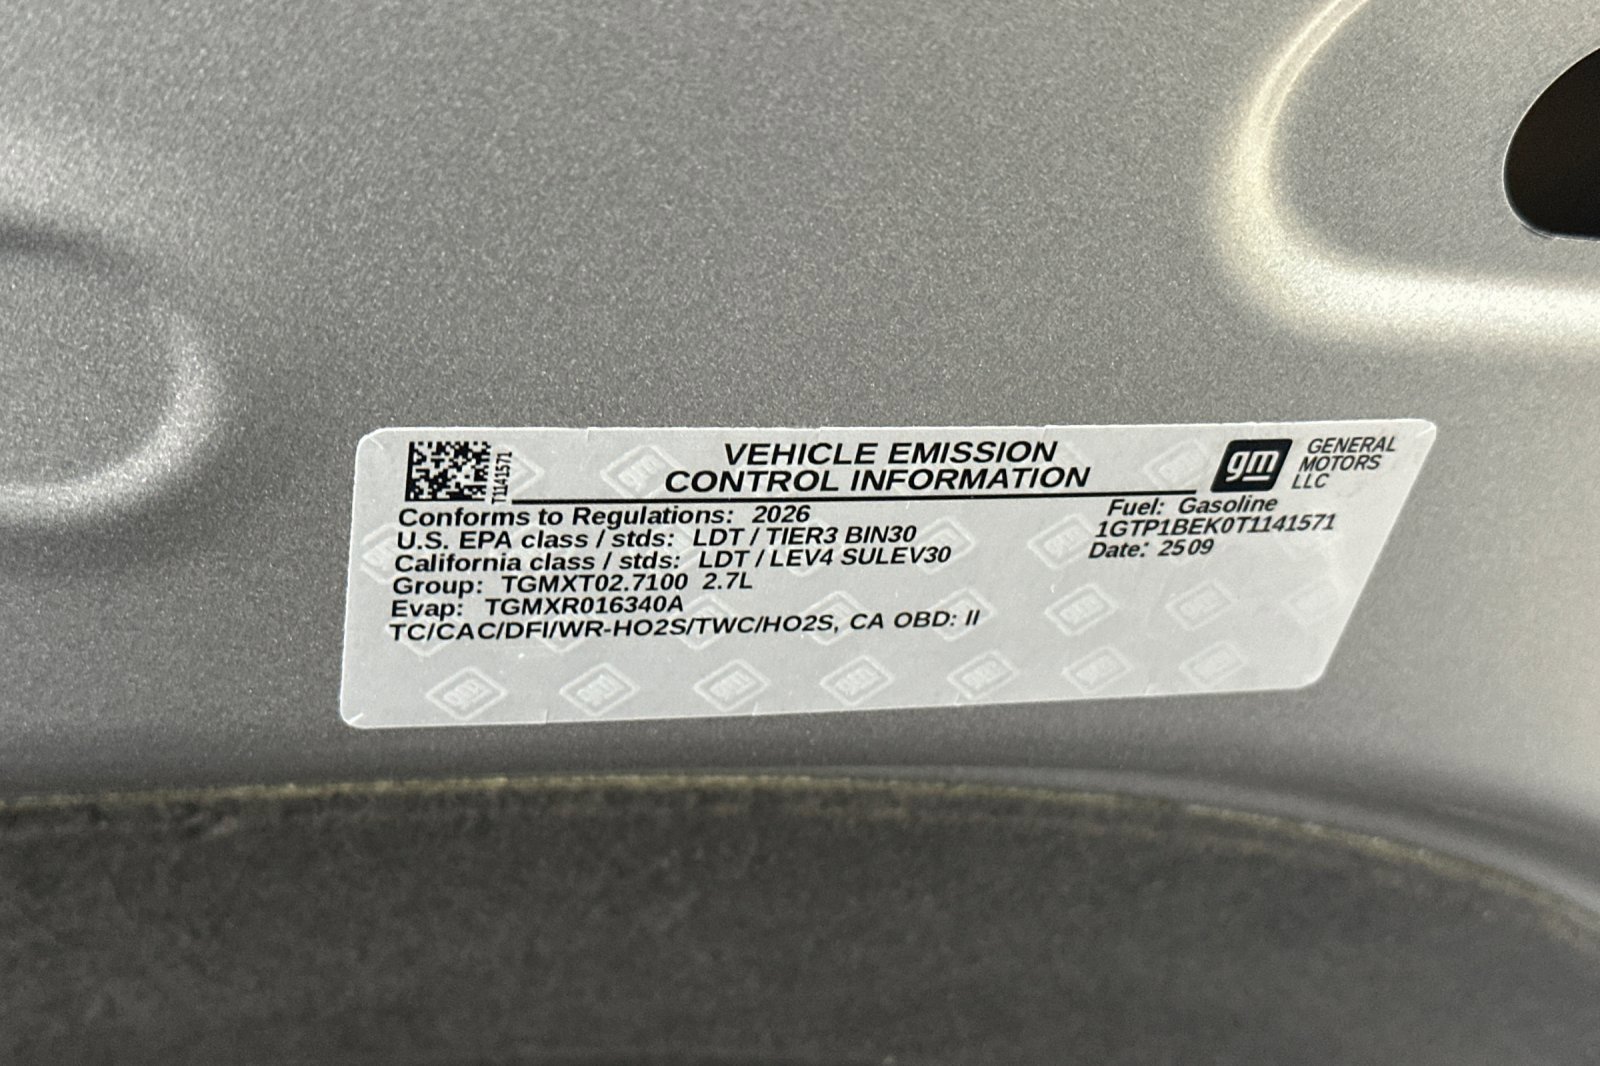 VEHICLE EMISSION
CONTROL INFORMATION
T1141571
gm
GENERAL
MOTORS
LLC
Conforms to Regulations: 2026
U.S. EPA class / stds: LDT / TIER3 BIN30
California class / stds: LDT / LEV4 SULEV30
Group: TGMXT02.7100 2.7L
Evap: TGMXR016340A
TC/CAC/DFI/WR-HO2S/TWC/HO2S, CA OBD: II
Fuel: Gasoline
1GTP1BEK0T1141571
Date: 2509